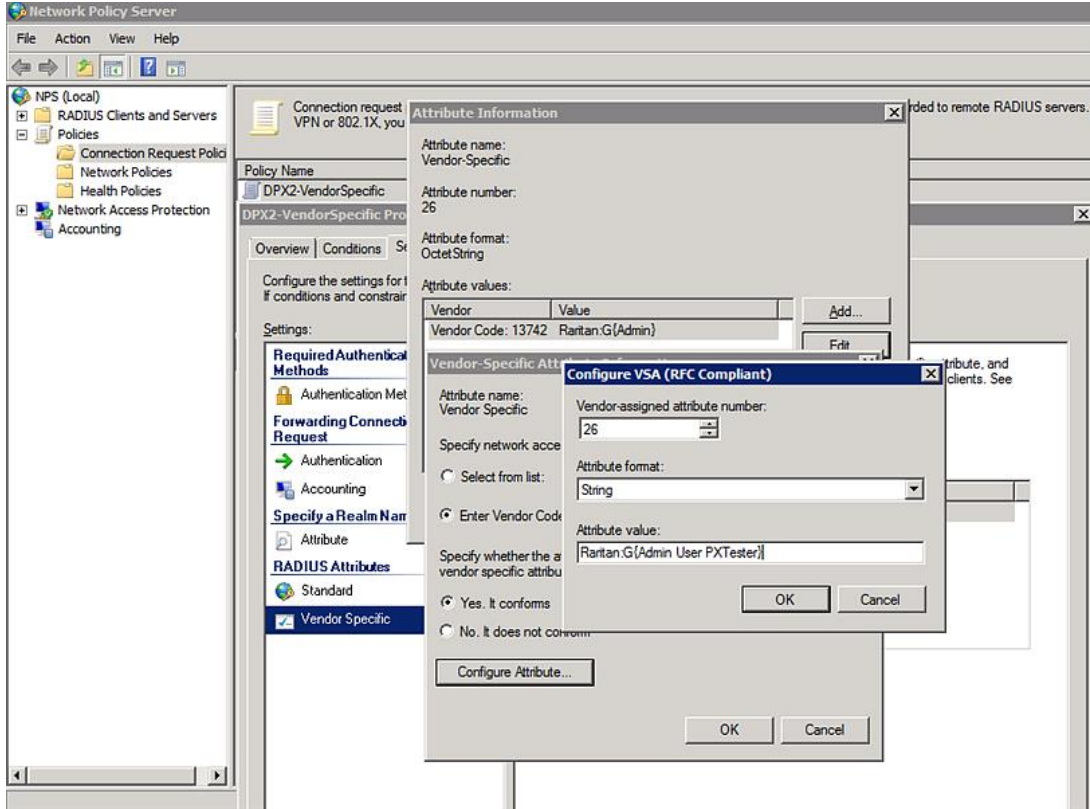 Network Policy Server
File Action View Help
NPS (Local)
RADIUS Clients and Servers
Policies
Connection Request Polici
Network Policies
Health Policies
Network Access Protection
Accounting
Connection request
VPN or 802.1X, you
rded to remote RADIUS servers.
Policy Name
DPX2-VendorSpecific
DPX2-VendorSpecific Pro
Overview Conditions Se
Configure the settings for t
If conditions and constrain
Settings:
Required Authenticat
Methods
Authentication Met
Forwarding Connecti
Request
Authentication
Accounting
Specify a Realm Nam
Attribute
RADIUS Attributes
Standard
Vendor Specific
Attribute Information
Attribute name:
Vendor-Specific
Attribute number:
26
Attribute format:
OctetString
Attribute values:
Vendor Value
Vendor Code: 13742 Raritan:G{Admin}
Add...
Edit
tribute, and
clients. See
Vendor-Specific Att
Attribute name:
Vendor Specific
Specify network acce
Select from list:
Enter Vendor Code
Specify whether the a
vendor specific attribu
Yes. It conforms
No. It does not conform
Configure Attribute...
OK Cancel
Configure VSA (RFC Compliant)
Vendor-assigned attribute number:
26
Attribute format:
String
Attribute value:
Raritan:G{Admin User PXTester}
OK Cancel